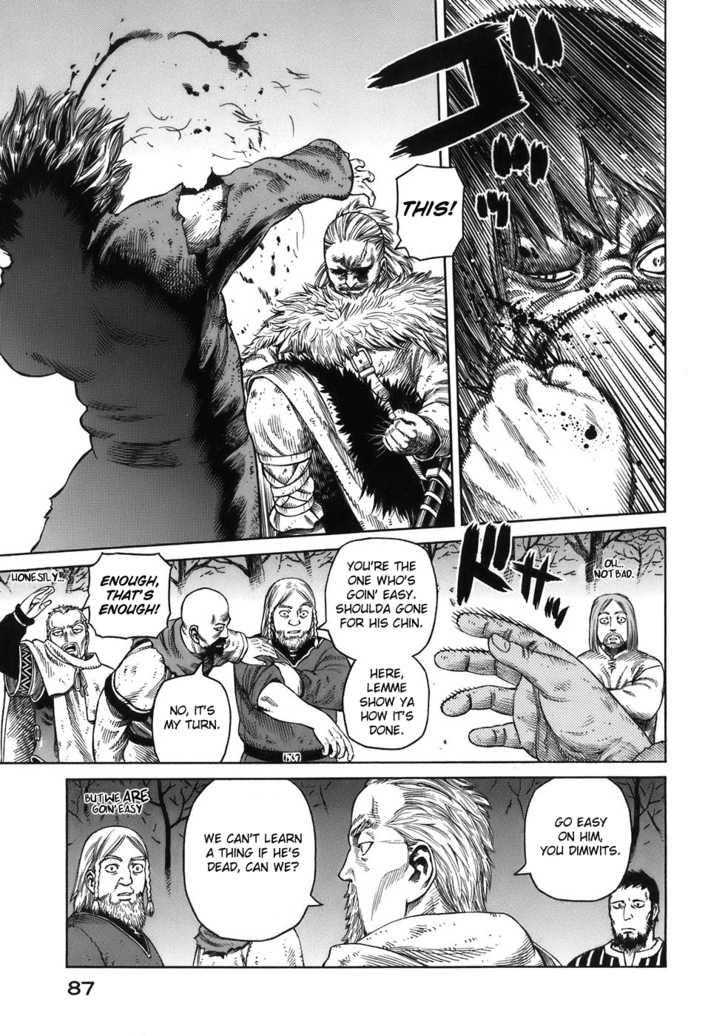 ゴッ
THIS!
OH...
NOT BAD.
ドサ
YOU'RE THE
ONE WHO'S
GOIN' EASY.
SHOULDA GONE
FOR HIS CHIN.
HERE,
LEMME
SHOW YA
HOW IT'S
DONE.
NO, IT'S
MY TURN.
ENOUGH,
THAT'S
ENOUGH!
HONESTLY...
GO EASY
ON HIM,
YOU DIMWITS.
WE CAN'T LEARN
A THING IF HE'S
DEAD, CAN WE?
BUT WE ARE
GOIN' EASY
87